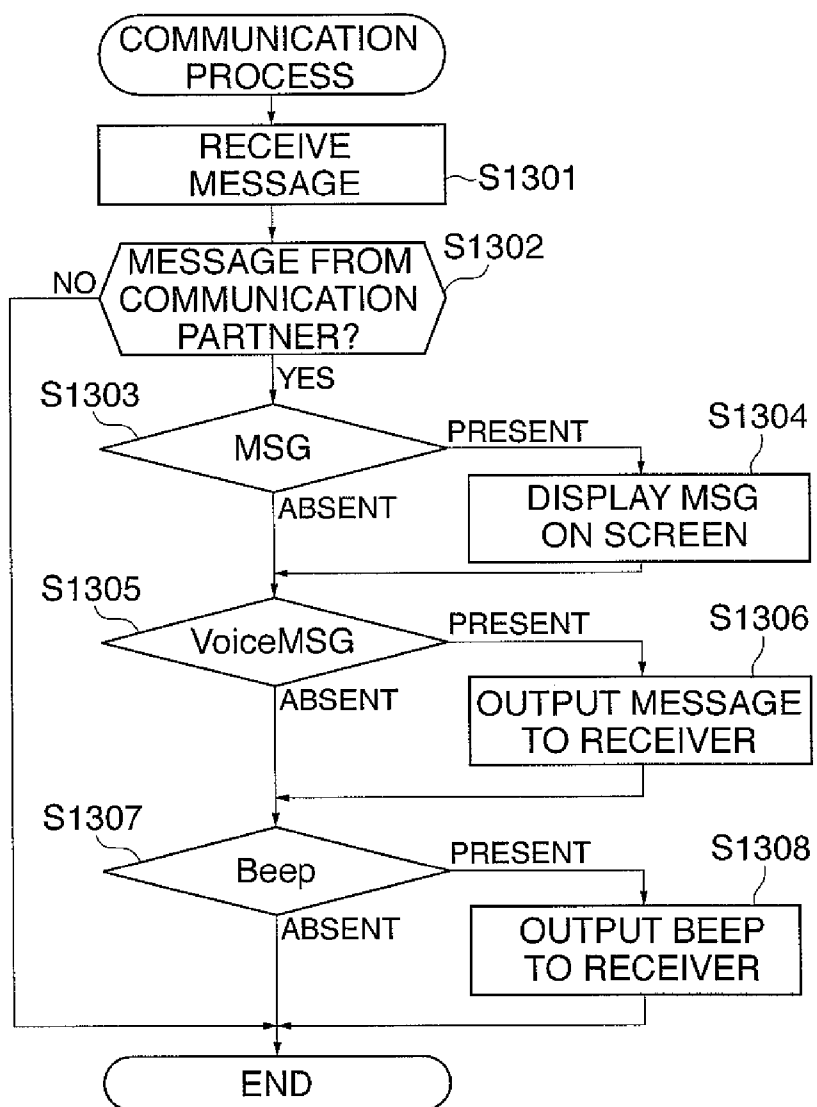 COMMUNICATION
PROCESS
RECEIVE
MESSAGE
S1301
MESSAGE FROM
COMMUNICATION
PARTNER?
S1302
NO
YES
S1303
MSG
PRESENT
S1304
ABSENT
DISPLAY MSG
ON SCREEN
S1305
VoiceMSG
PRESENT
S1306
ABSENT
OUTPUT MESSAGE
TO RECEIVER
S1307
Beep
PRESENT
S1308
ABSENT
OUTPUT BEEP
TO RECEIVER
END